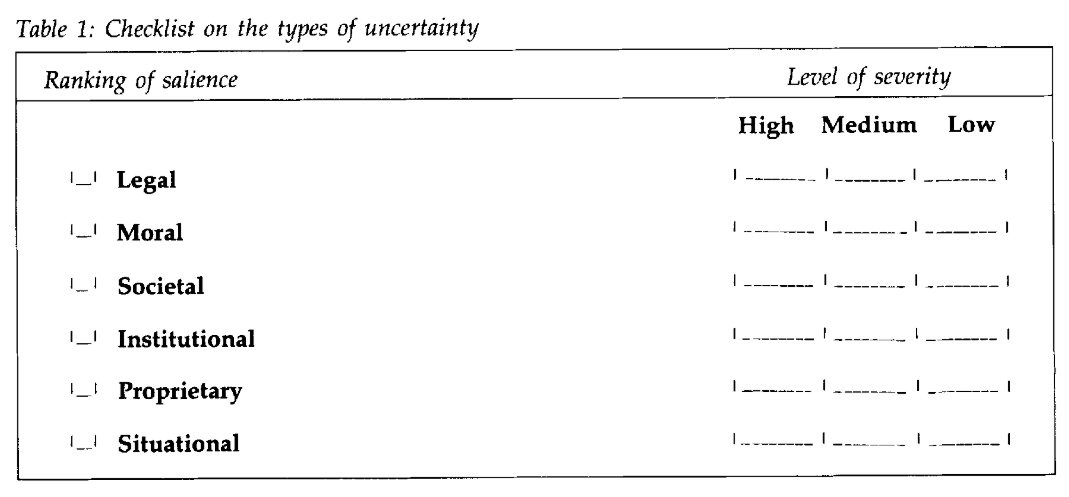 Table 1: Checklist on the types of uncertainty
Ranking of salience Level of severity
High Medium Low
Legal
Moral
Societal
Institutional
Proprietary
Situational